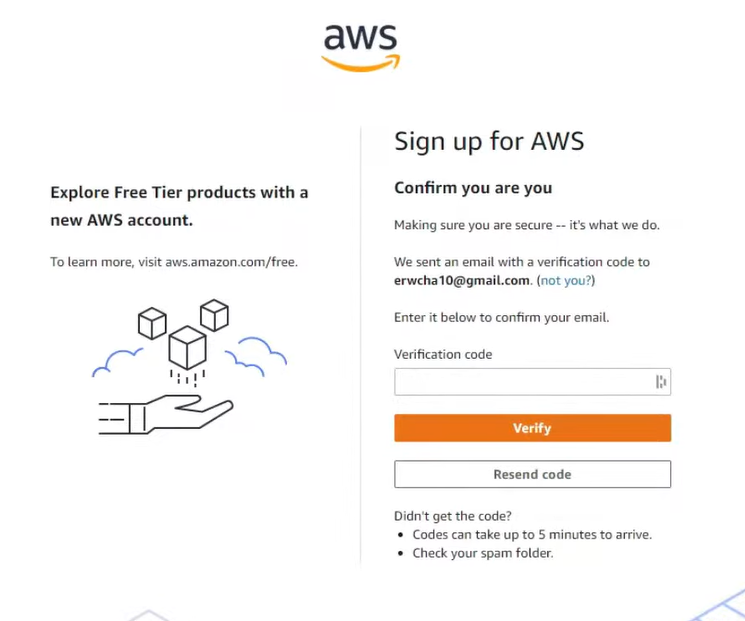 aws
Explore Free Tier products with a
new AWS account.
To learn more, visit aws.amazon.com/free.
Sign up for AWS
Confirm you are you
Making sure you are secure -- it's what we do.
We sent an email with a verification code to
erwcha10@gmail.com. (not you?)
Enter it below to confirm your email.
Verification code
Verify
Resend code
Didn't get the code?
• Codes can take up to 5 minutes to arrive.
• Check your spam folder.